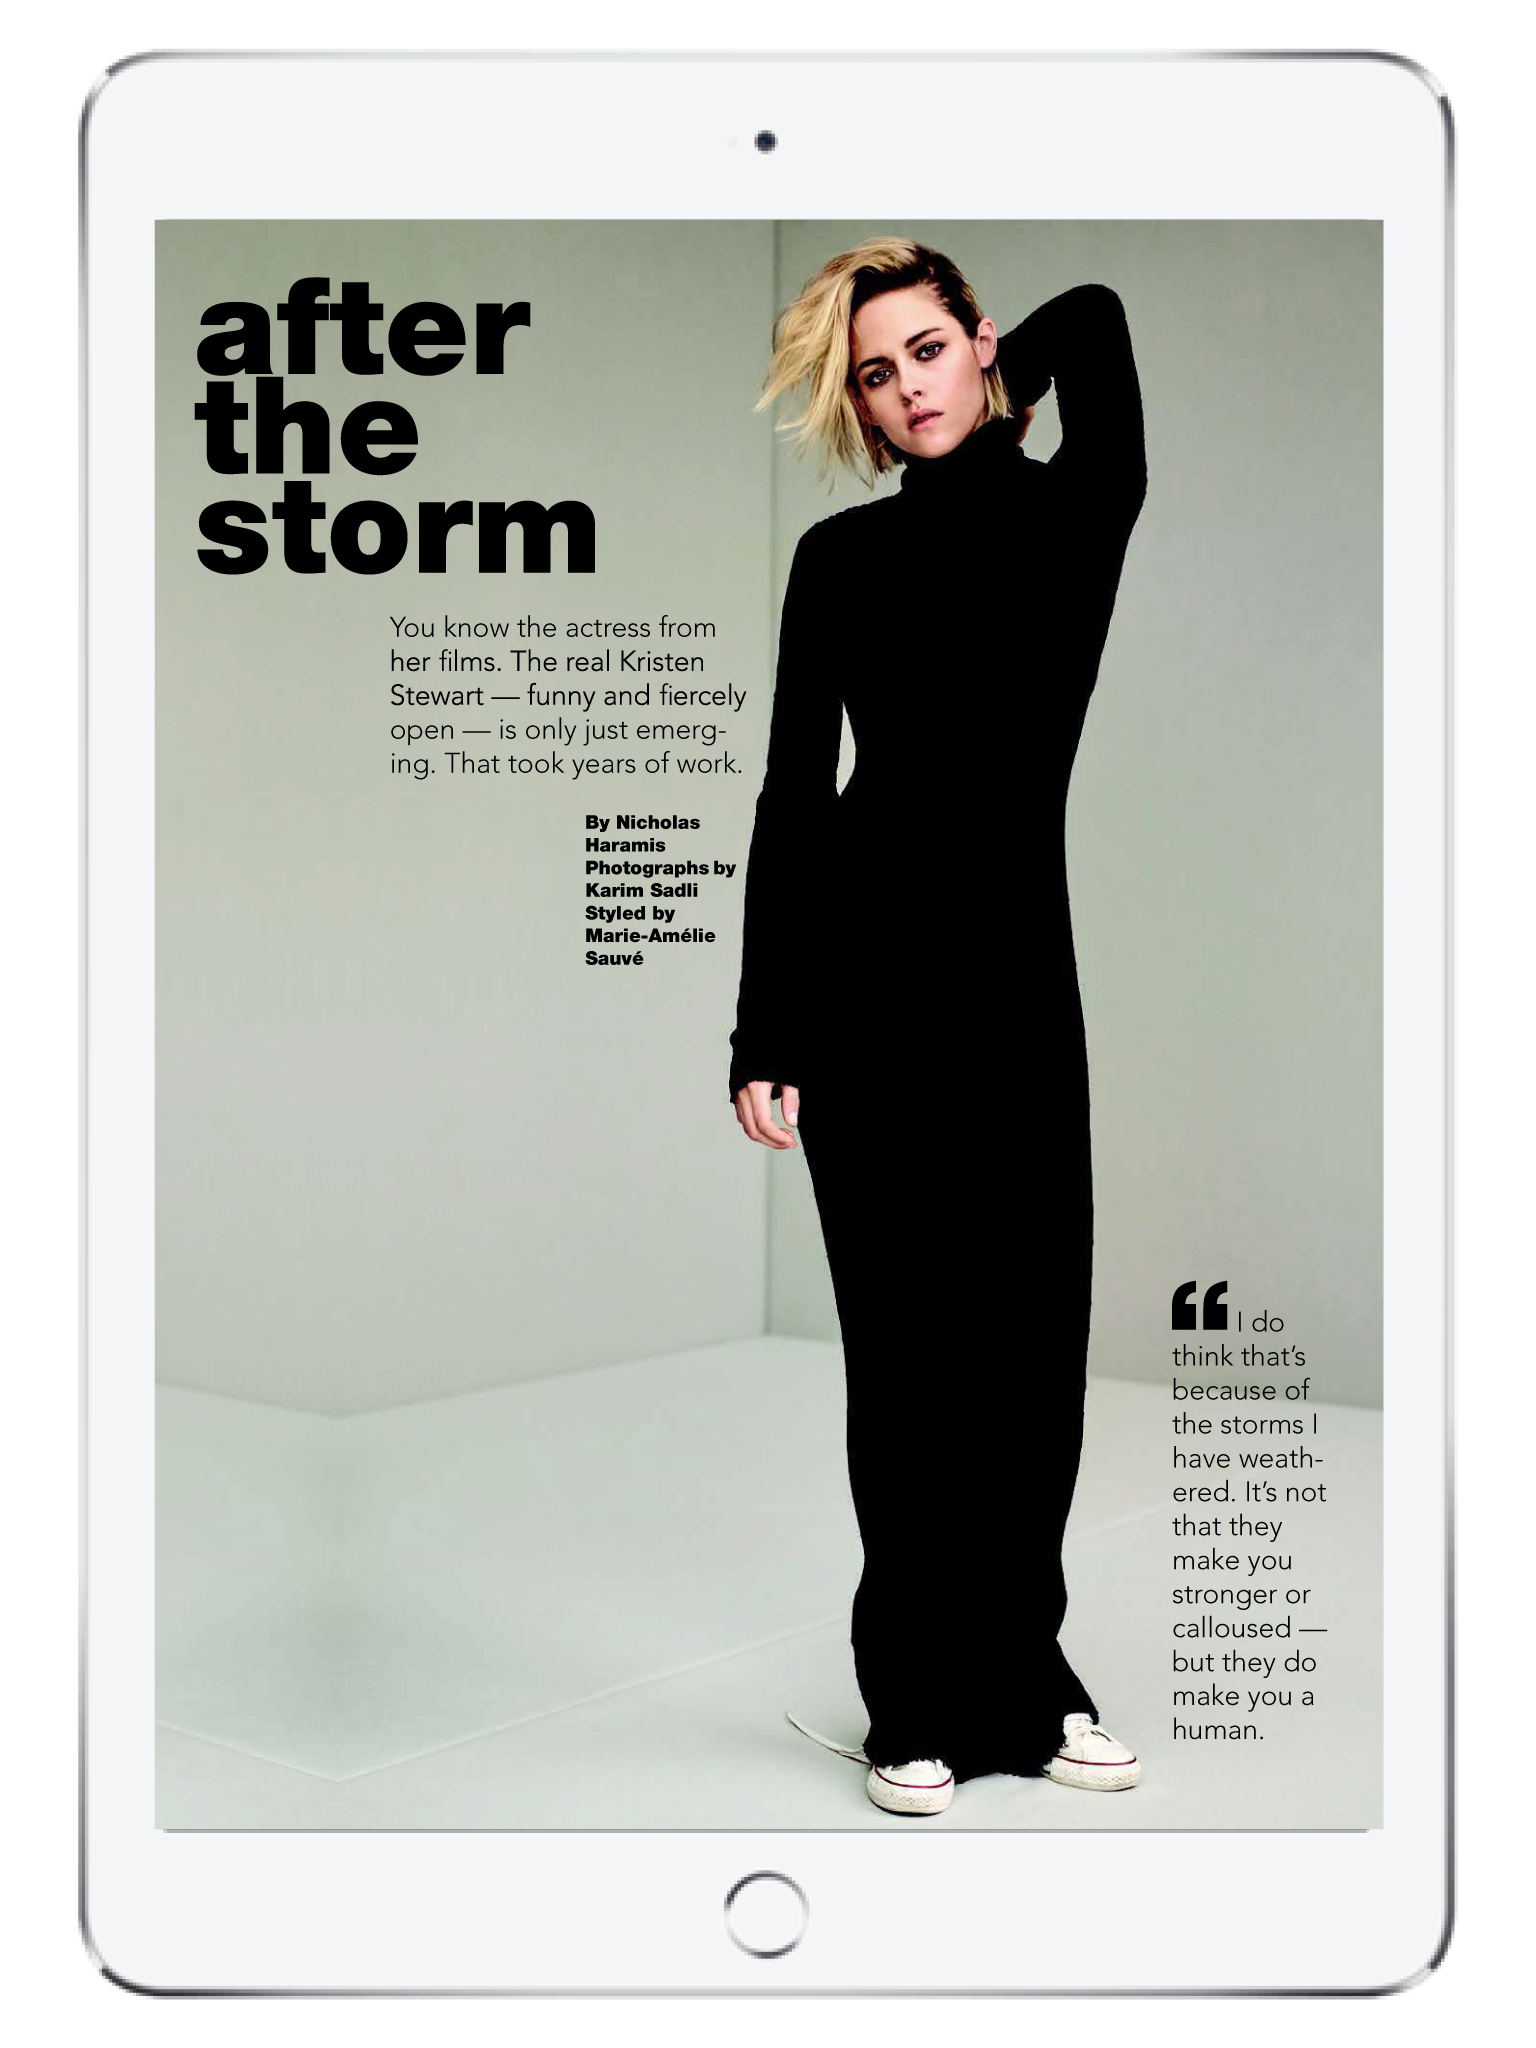 after
the
storm
You know the actress from
her films. The real Kristen
Stewart — funny and fiercely
open — is only just emerg-
ing. That took years of work.
By Nicholas
Haramis
Photographs by
Karim Sadli
Styled by
Marie-Amélie
Sauvé
“ I do
think that’s
because of
the storms I
have weath-
ered. It’s not
that they
make you
stronger or
calloused —
but they do
make you a
human.